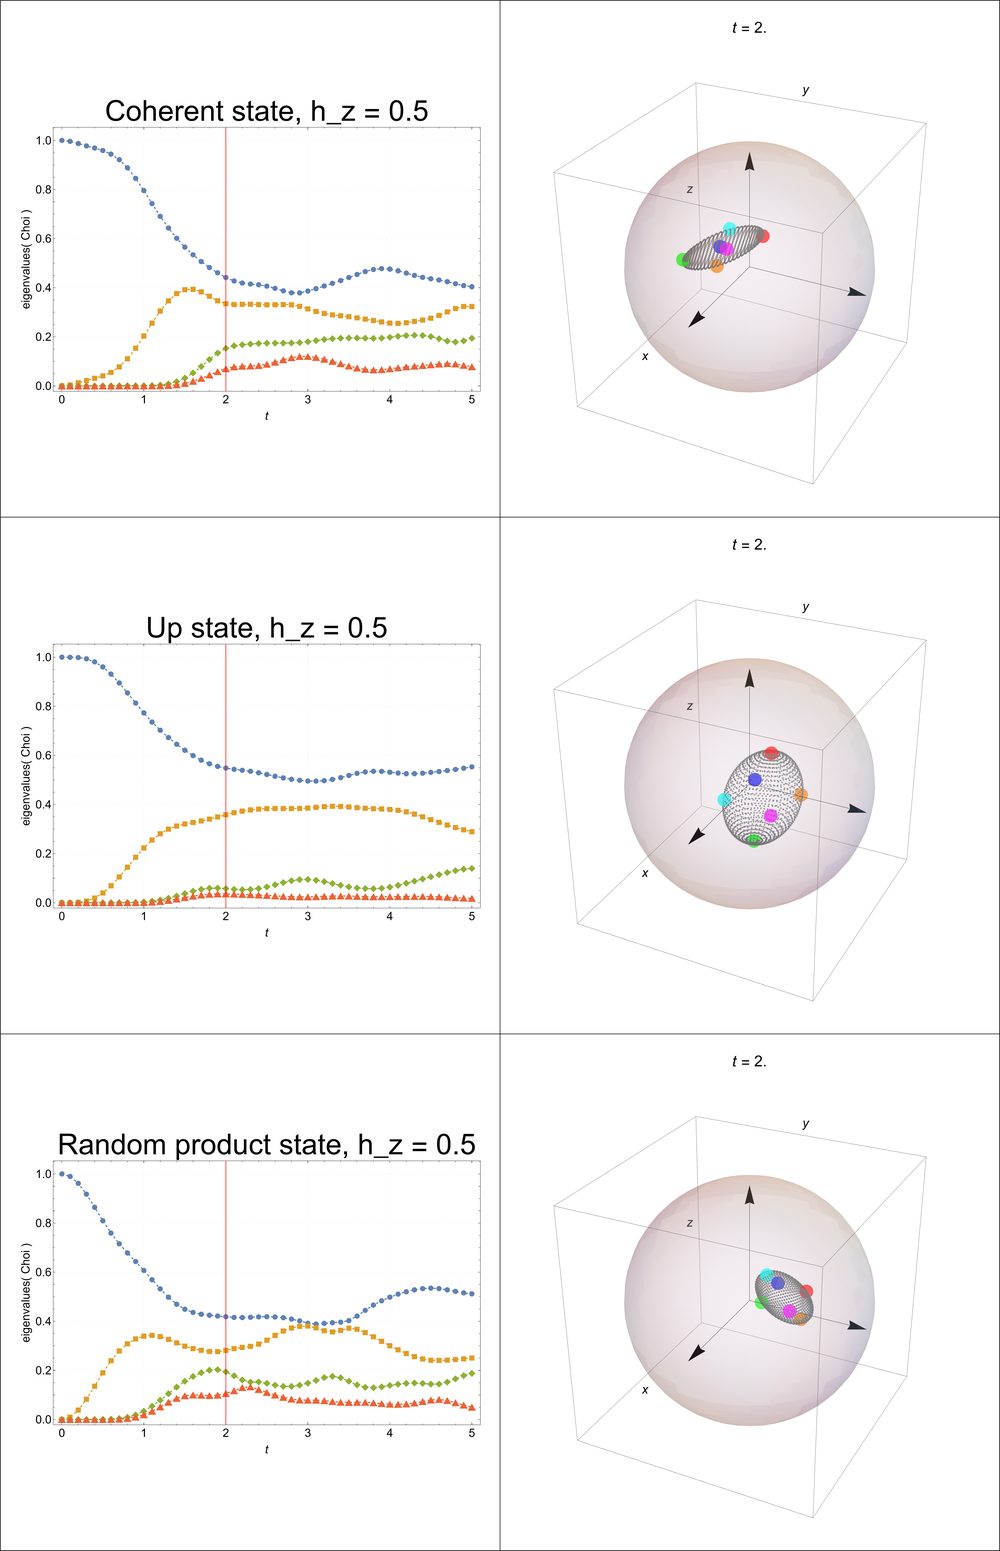 t = 2.
y
Coherent state, h_z = 0.5
1.0
0.8
0.6
0.4
0.2
0.0
eigenvalues( Choi )
0 1 2 3 4 5
t
z
x
t = 2.
y
Up state, h_z = 0.5
1.0
0.8
0.6
0.4
0.2
0.0
eigenvalues( Choi )
0 1 2 3 4 5
t
z
x
t = 2.
y
Random product state, h_z = 0.5
1.0
0.8
0.6
0.4
0.2
0.0
eigenvalues( Choi )
0 1 2 3 4 5
t
z
x